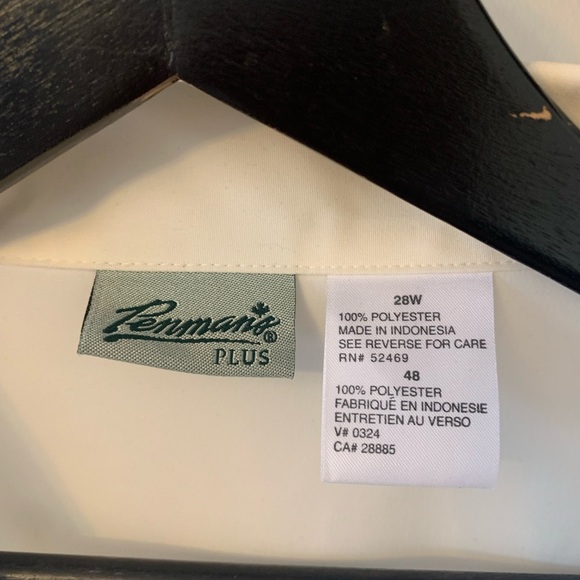 Penmans®
PLUS
28W
100% POLYESTER
MADE IN INDONESIA
SEE REVERSE FOR CARE
RN# 52469
48
100% POLYESTER
FABRIQUÉ EN INDONESIE
ENTRETIEN AU VERSO
V# 0324
CA# 28885